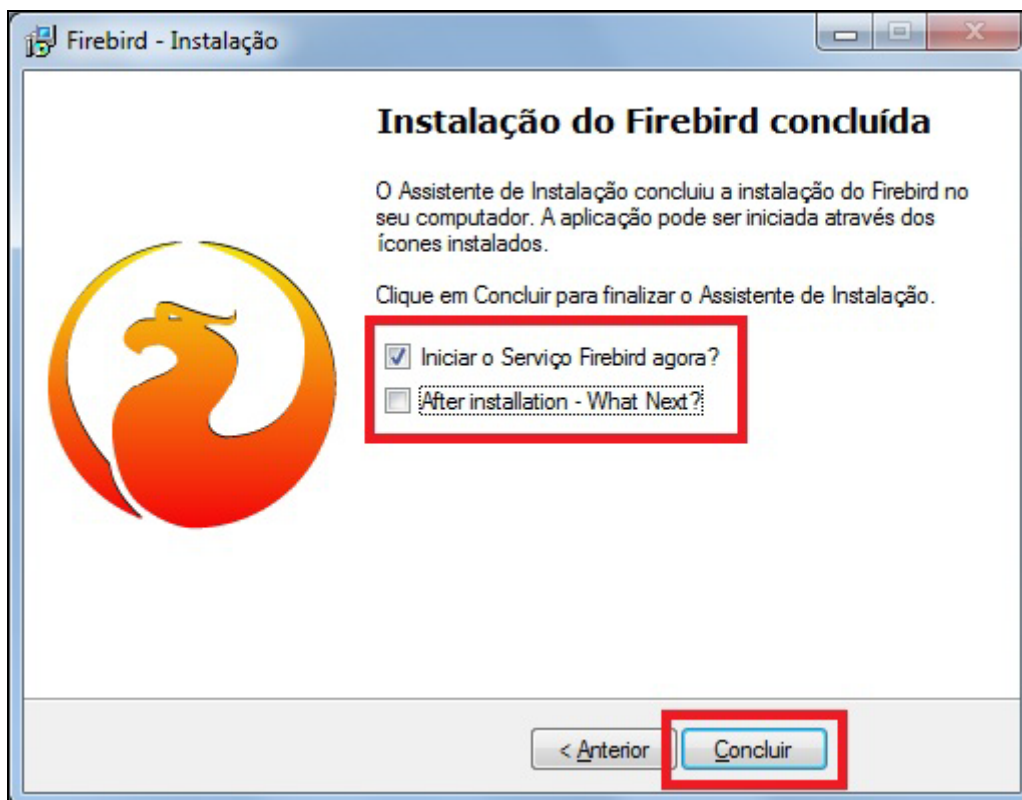 Firebird - Instalação
Instalação do Firebird concluída
O Assistente de Instalação concluiu a instalação do Firebird no
seu computador. A aplicação pode ser iniciada através dos
ícones instalados.
Clique em Concluir para finalizar o Assistente de Instalação.
Iniciar o Serviço Firebird agora?
After installation - What Next?
< Anterior
Concluir